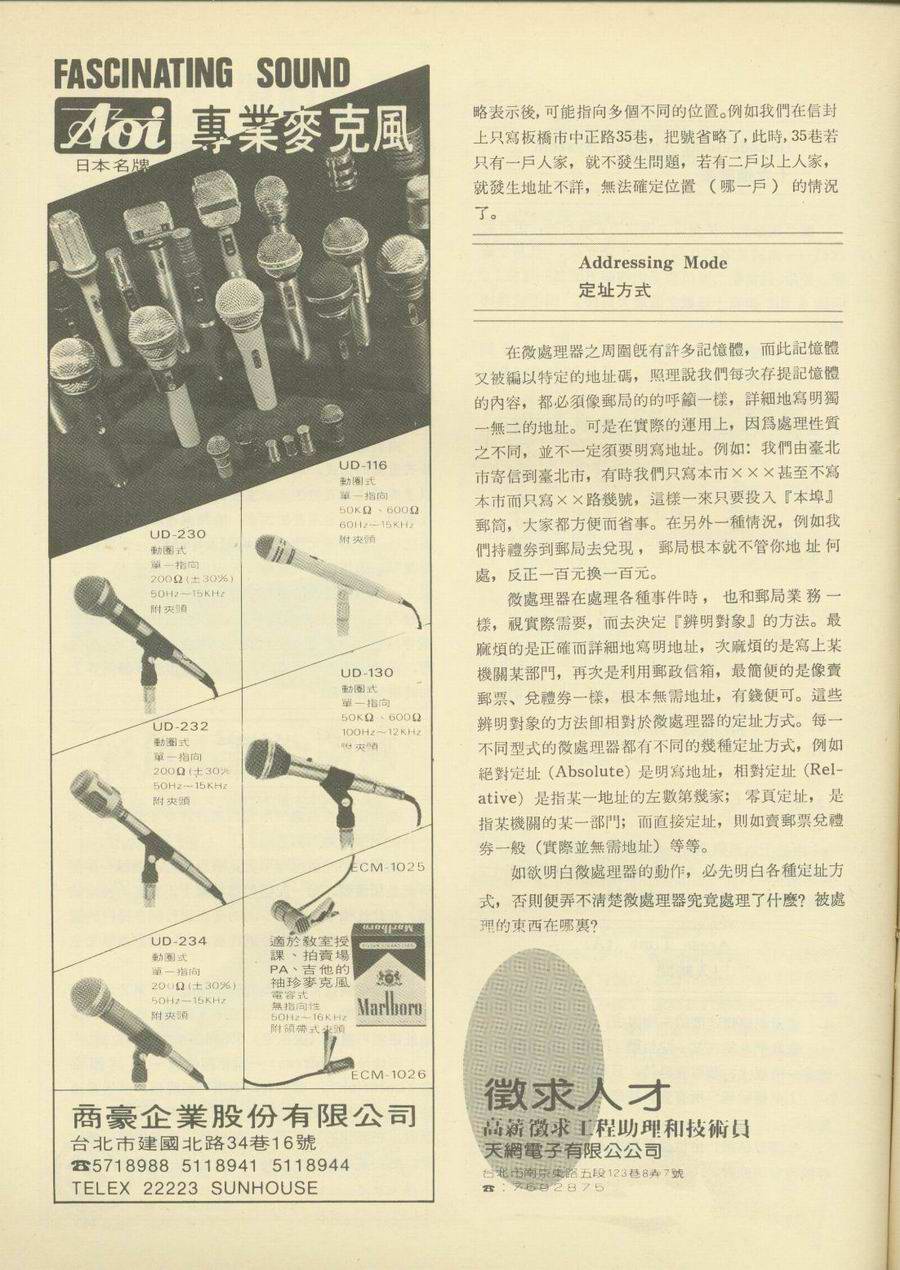 FASCINATING SOUND
Aoi 專業麥克風
日本名牌
UD-116
動圈式
單一指向
50KΩ、600Ω
60Hz～15KHz
附夾頭
UD-230
動圈式
單一指向
200Ω(±30%)
50Hz～15KHz
附夾頭
UD-130
動圈式
單一指向
50KΩ、600Ω
100Hz～12KHz
附夾頭
UD-232
動圈式
單一指向
200Ω(±30%
50Hz～15KHz
附夾頭
ECM-1025
UD-234
動圈式
單一指向
200Ω(±30%)
50Hz～15KHz
附夾頭
適於教室授
課、拍賣場
PA、吉他的
袖珍麥克風
電容式
無指向性
50Hz～16KHz
附領帶式夾頭
Marlboro
Marlboro
ECM-1026
商豪企業股份有限公司
台北市建國北路34巷16號
☎5718988 5118941 5118944
TELEX 22223 SUNHOUSE
略表示後，可能指向多個不同的位置。例如我們在信封
上只寫板橋市中正路35巷，把號省略了，此時，35巷若
只有一戶人家，就不發生問題，若有二戶以上人家，
就發生地址不詳，無法確定位置（哪一戶）的情況
了。
Addressing Mode
定址方式
在微處理器之周圍既有許多記憶體，而此記憶體
又被編以特定的地址碼，照理說我們每次存提記憶體
的內容，都必須像郵局的的呼籲一樣，詳細地寫明獨
一無二的地址。可是在實際的運用上，因爲處理性質
之不同，並不一定須要明寫地址。例如：我們由臺北
市寄信到臺北市，有時我們只寫本市×××甚至不寫
本市而只寫××路幾號，這樣一來只要投入『本埠』
郵筒，大家都方便而省事。在另外一種情況，例如我
們持禮券到郵局去兌現，郵局根本就不管你地址何
處，反正一百元換一百元。
微處理器在處理各種事件時，也和郵局業務一
樣，視實際需要，而去決定『辨明對象』的方法。最
麻煩的是正確而詳細地寫明地址，次麻煩的是寫上某
機關某部門，再次是利用郵政信箱，最簡便的是像賣
郵票、兌禮券一樣，根本無需地址，有錢便可。這些
辨明對象的方法卽相對於微處理器的定址方式。每一
不同型式的微處理器都有不同的幾種定址方式，例如
絕對定址（Absolute）是明寫地址，相對定址（Rel-
ative）是指某一地址的左數第幾家；零頁定址，是
指某機關的某一部門；而直接定址，則如賣郵票兌禮
券一般（實際並無需地址）等等。
如欲明白微處理器的動作，必先明白各種定址方
式，否則便弄不清楚微處理器究竟處理了什麼？被處
理的東西在哪裏？
徵求人才
高薪徵求工程助理和技術員
天網電子有限公公司
台北市南京東路五段123巷8弄7號
☎：7692875